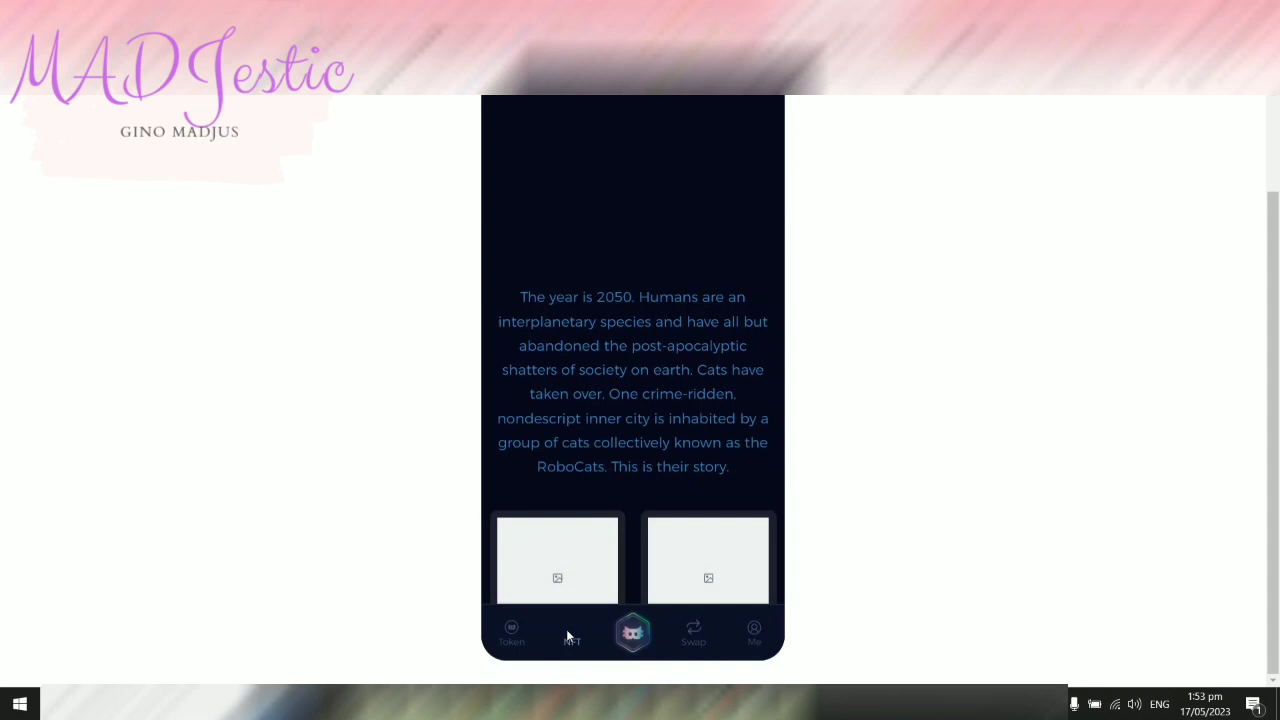 MADJestic
GINO MADJUS
The year is 2050. Humans are an
interplanetary species and have all but
abandoned the post-apocalyptic
shatters of society on earth. Cats have
taken over. One crime-ridden,
nondescript inner city is inhabited by a
group of cats collectively known as the
RoboCats. This is their story.
Token
NFT
Swap
Me
ENG
1:53 pm
17/05/2023
1